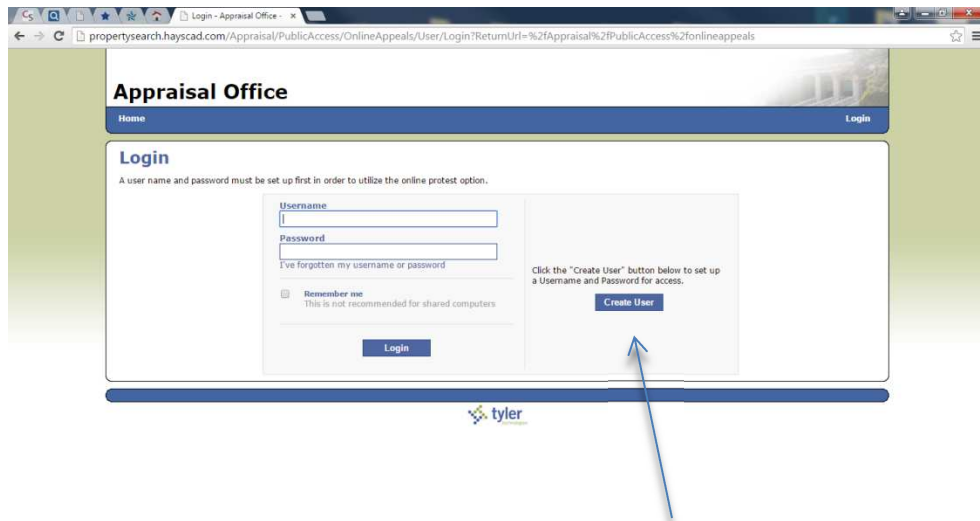 Login - Appraisal Office -
propertysearch.hayscad.com/Appraisal/PublicAccess/OnlineAppeals/User/Login?ReturnUrl=%2fAppraisal%2fPublicAccess%2fonlineappeals
Appraisal Office
Home
Login
Login
A user name and password must be set up first in order to utilize the online protest option.
Username
Password
I've forgotten my username or password
Remember me
This is not recommended for shared computers
Login
Click the "Create User" button below to set up
a Username and Password for access.
Create User
tyler